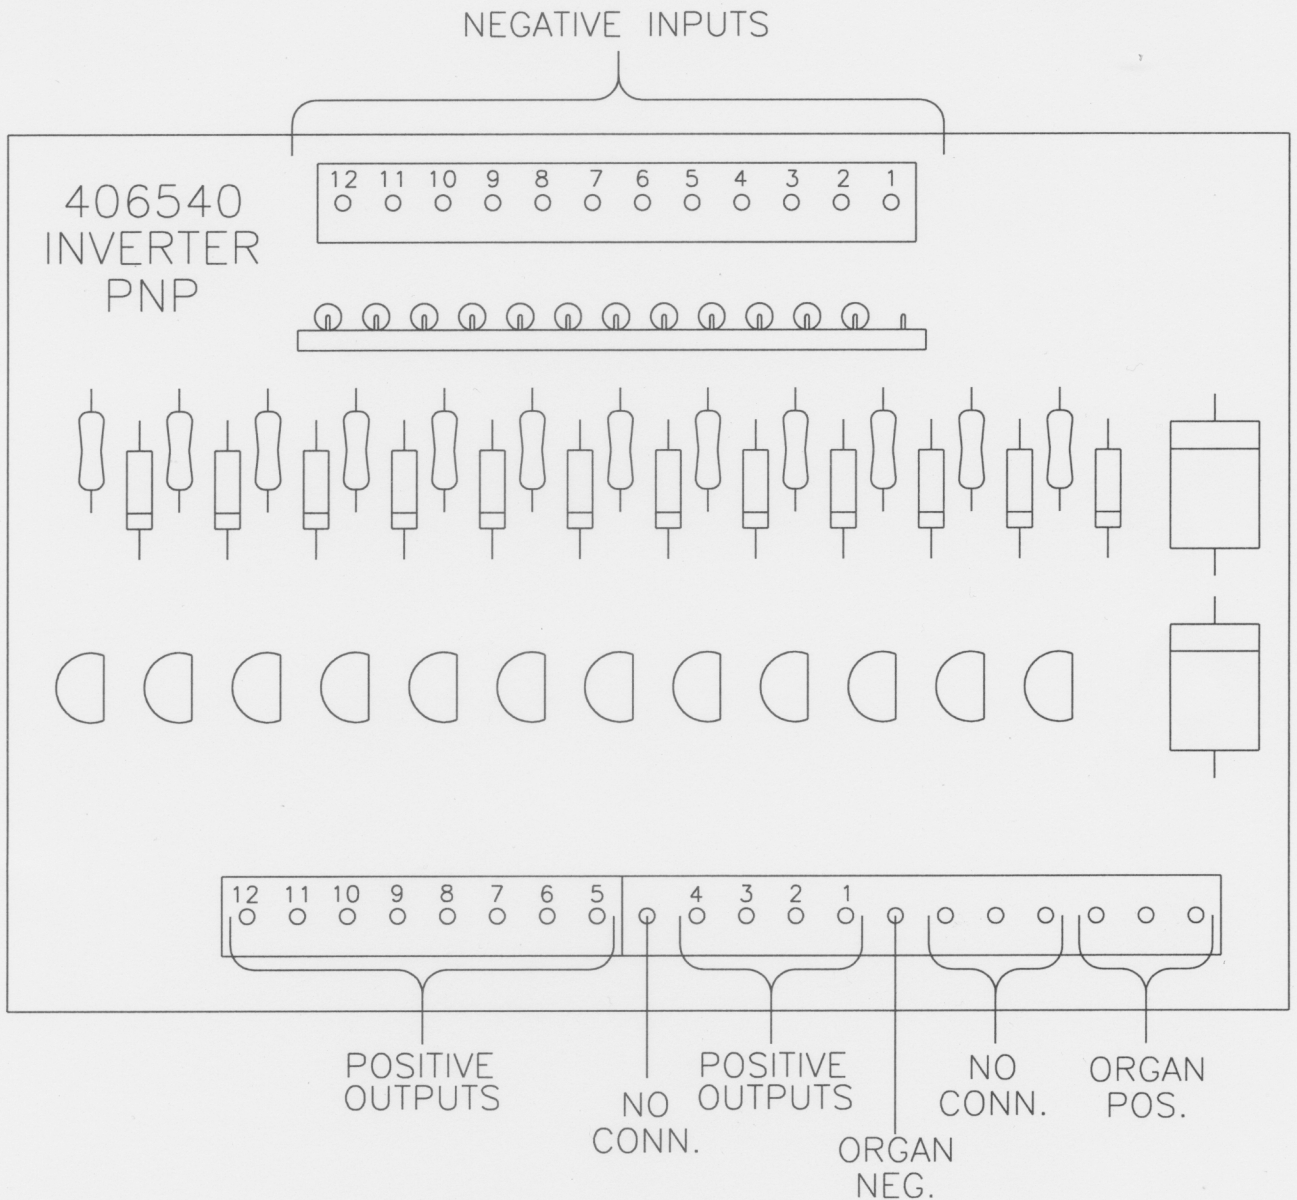 NEGATIVE INPUTS
12 11 10 9 8 7 6 5 4 3 2 1
406540
INVERTER
PNP
12 11 10 9 8 7 6 5 4 3 2 1
POSITIVE
OUTPUTS
NO
CONN.
POSITIVE
OUTPUTS
ORGAN
NEG.
NO
CONN.
ORGAN
POS.